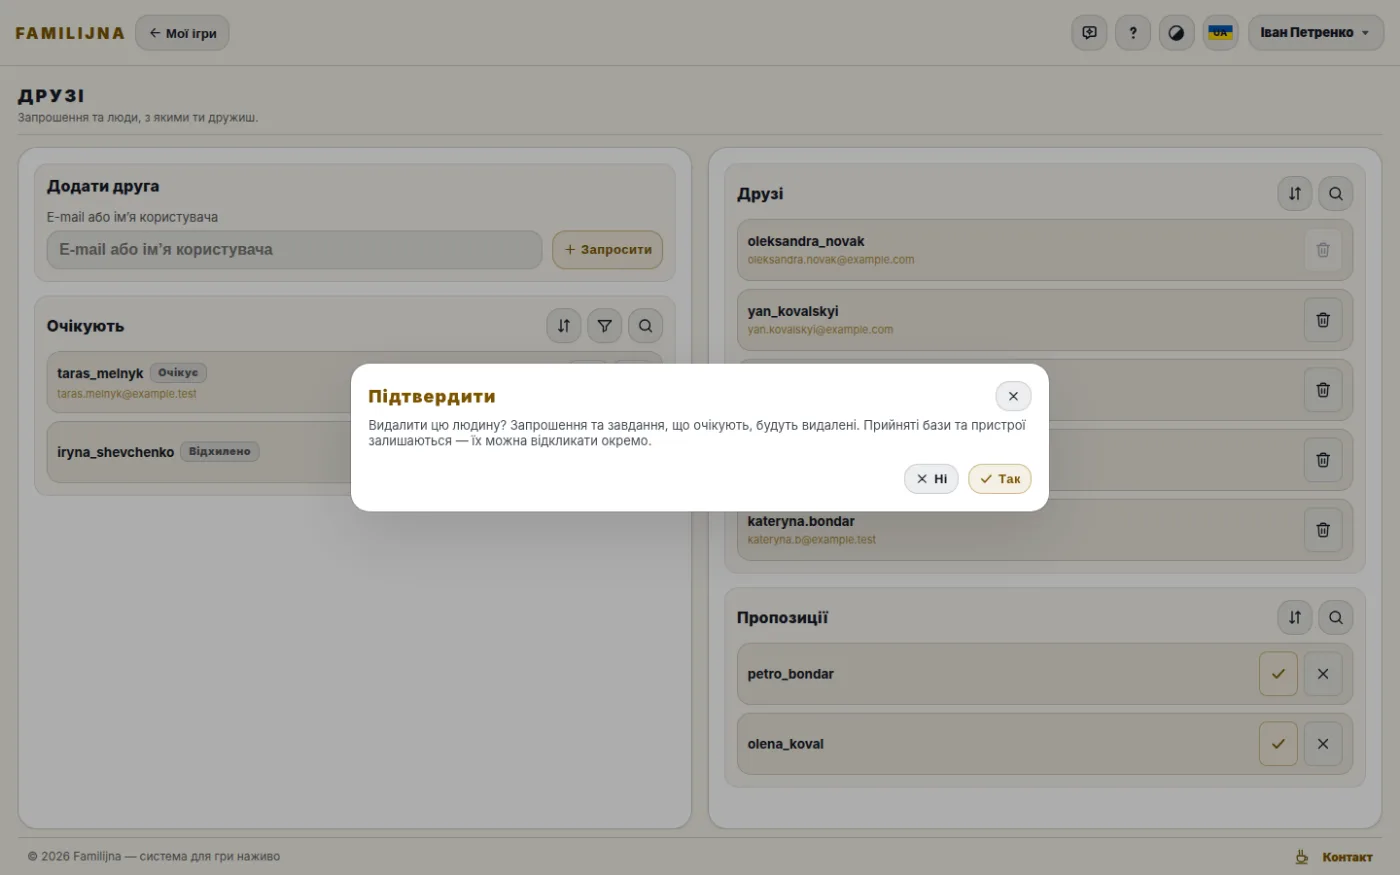 FAMILIJNA
Мої ігри
?
UA
Іван Петренко
ДРУЗІ
Запрошення та люди, з якими ти дружиш.
Додати друга
E-mail або ім'я користувача
E-mail або ім'я користувача
Запросити
Очікують
taras_melnyk Очікує
taras.melnyk@example.test
iryna_shevchenko Відхилено
Друзі
oleksandra_novak
oleksandra.novak@example.com
yan_kovalskyi
yan.kovalskyi@example.com
kateryna.bondar
kateryna.b@example.test
Пропозиції
petro_bondar
olena_koval
Підтвердити
Видалити цю людину? Запрошення та завдання, що очікують, будуть видалені. Прийняті бази та пристрої
залишаються — їх можна відкликати окремо.
Ні
Так
© 2026 Familijna — система для гри наживо
Контакт